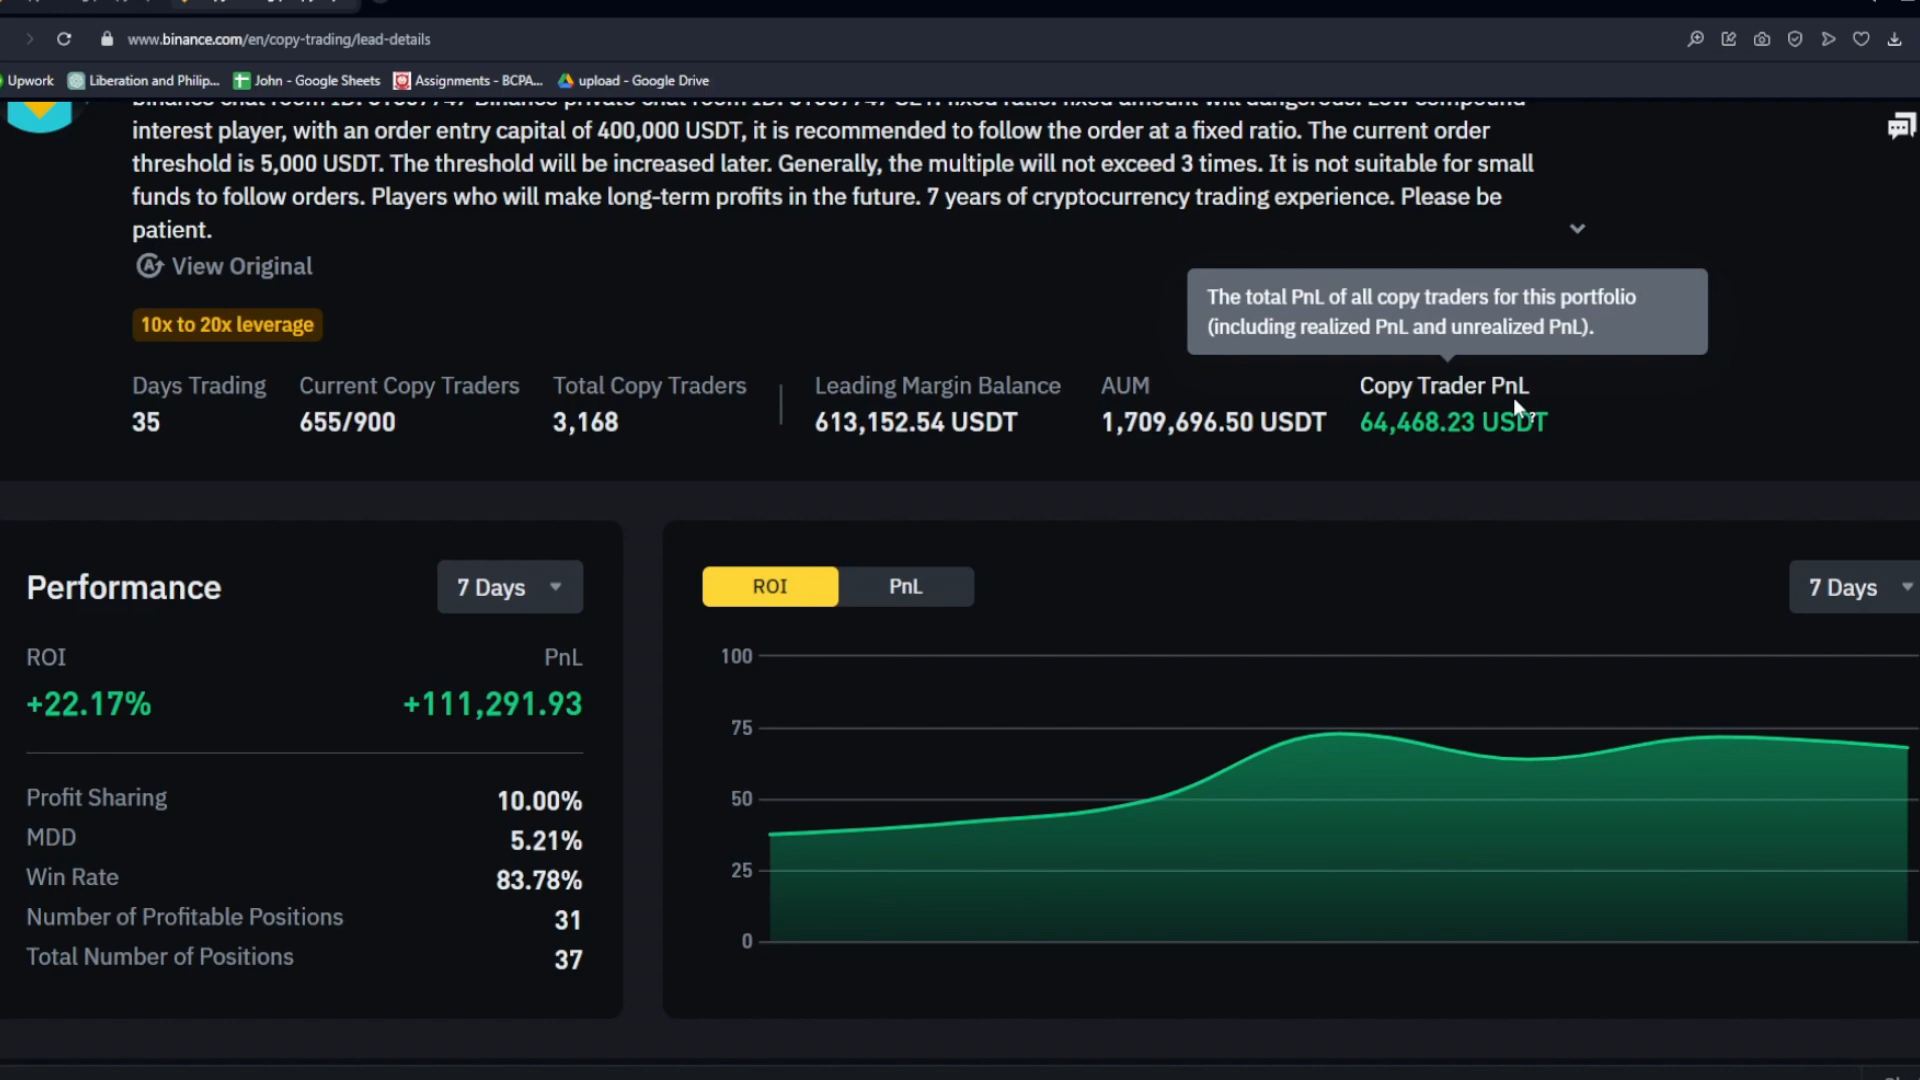 www.binance.com/en/copy-trading/lead-details
Upwork Liberation and Philip... John - Google Sheets Assignments - BCPA... upload - Google Drive
interest player, with an order entry capital of 400,000 USDT, it is recommended to follow the order at a fixed ratio. The current order
threshold is 5,000 USDT. The threshold will be increased later. Generally, the multiple will not exceed 3 times. It is not suitable for small
funds to follow orders. Players who will make long-term profits in the future. 7 years of cryptocurrency trading experience. Please be
patient.
View Original
The total PnL of all copy traders for this portfolio
(including realized PnL and unrealized PnL).
10x to 20x leverage
Days Trading Current Copy Traders Total Copy Traders Leading Margin Balance AUM Copy Trader PnL
35 655/900 3,168 613,152.54 USDT 1,709,696.50 USDT 64,468.23 USDT
Performance 7 Days
ROI PnL
+22.17% +111,291.93
Profit Sharing 10.00%
MDD 5.21%
Win Rate 83.78%
Number of Profitable Positions 31
Total Number of Positions 37
ROI PnL 7 Days
100
75
50
25
0